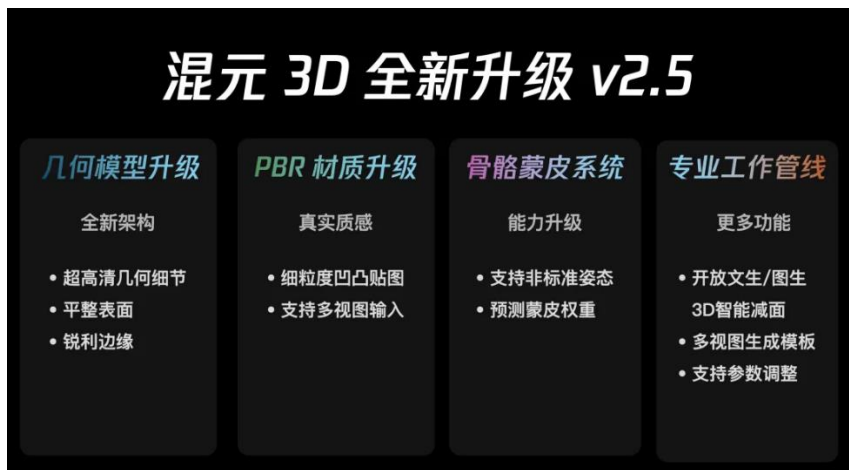 混元 3D 全新升级 v2.5
几何模型升级
全新架构
• 超高清几何细节
• 平整表面
• 锐利边缘
PBR 材质升级
真实质感
• 细粒度凹凸贴图
• 支持多视图输入
骨骼蒙皮系统
能力升级
• 支持非标准姿态
• 预测蒙皮权重
专业工作管线
更多功能
• 开放文生/图生
3D智能减面
• 多视图生成模板
• 支持参数调整